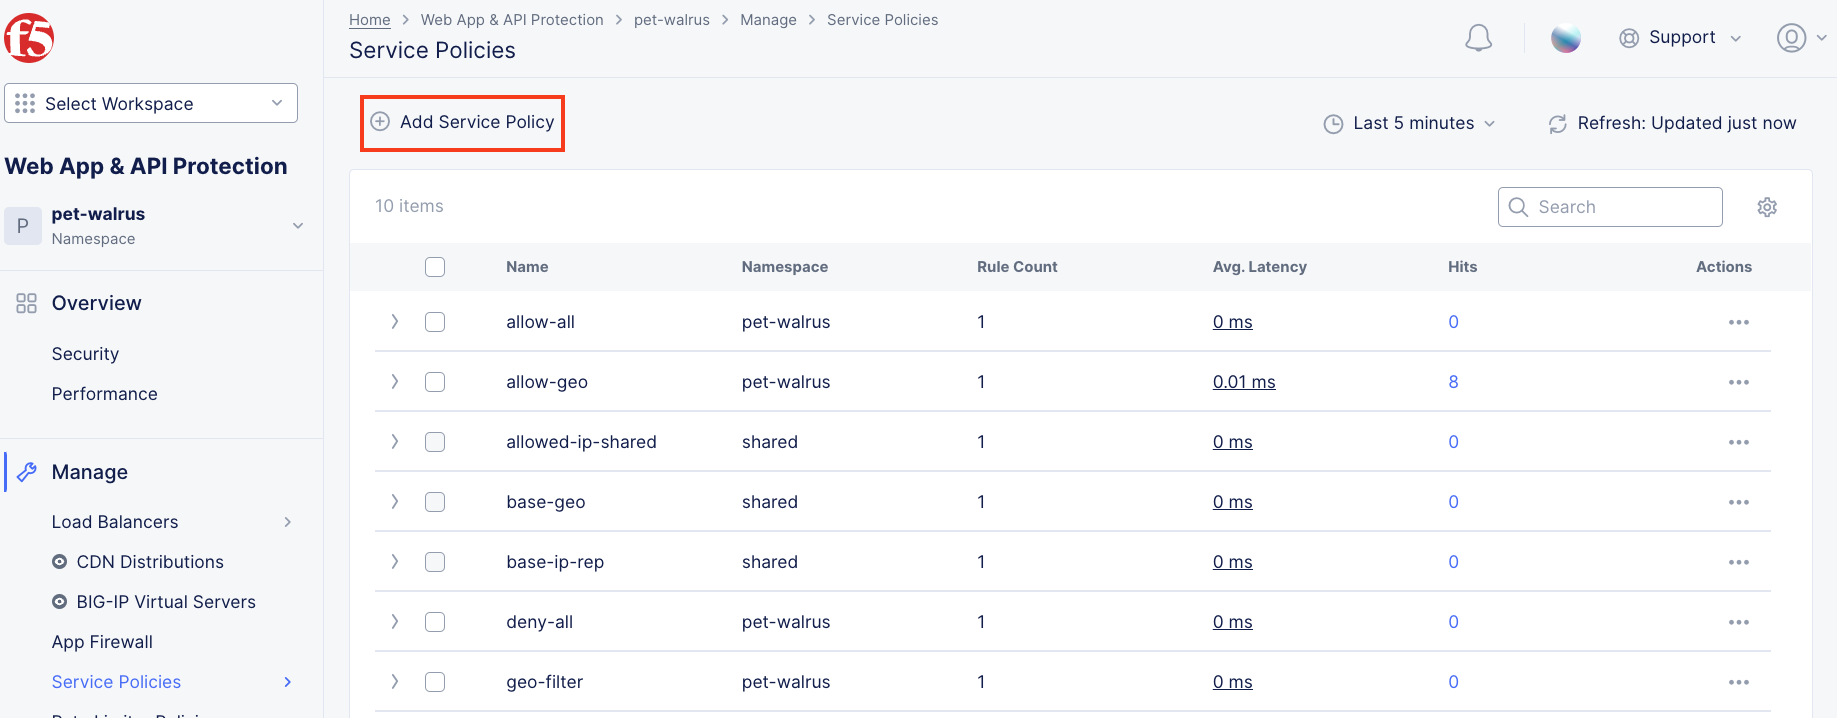 f5
Home > Web App & API Protection > pet-walrus > Manage > Service Policies
Service Policies
Support
Select Workspace
Add Service Policy
Last 5 minutes
Refresh: Updated just now
Web App & API Protection
P
pet-walrus
Namespace
Overview
Security
Performance
Manage
Load Balancers
CDN Distributions
BIG-IP Virtual Servers
App Firewall
Service Policies
10 items
Search
Name Namespace Rule Count Avg. Latency Hits Actions
allow-all pet-walrus 1 0 ms 0
allow-geo pet-walrus 1 0.01 ms 8
allowed-ip-shared shared 1 0 ms 0
base-geo shared 1 0 ms 0
base-ip-rep shared 1 0 ms 0
deny-all pet-walrus 1 0 ms 0
geo-filter pet-walrus 1 0 ms 0